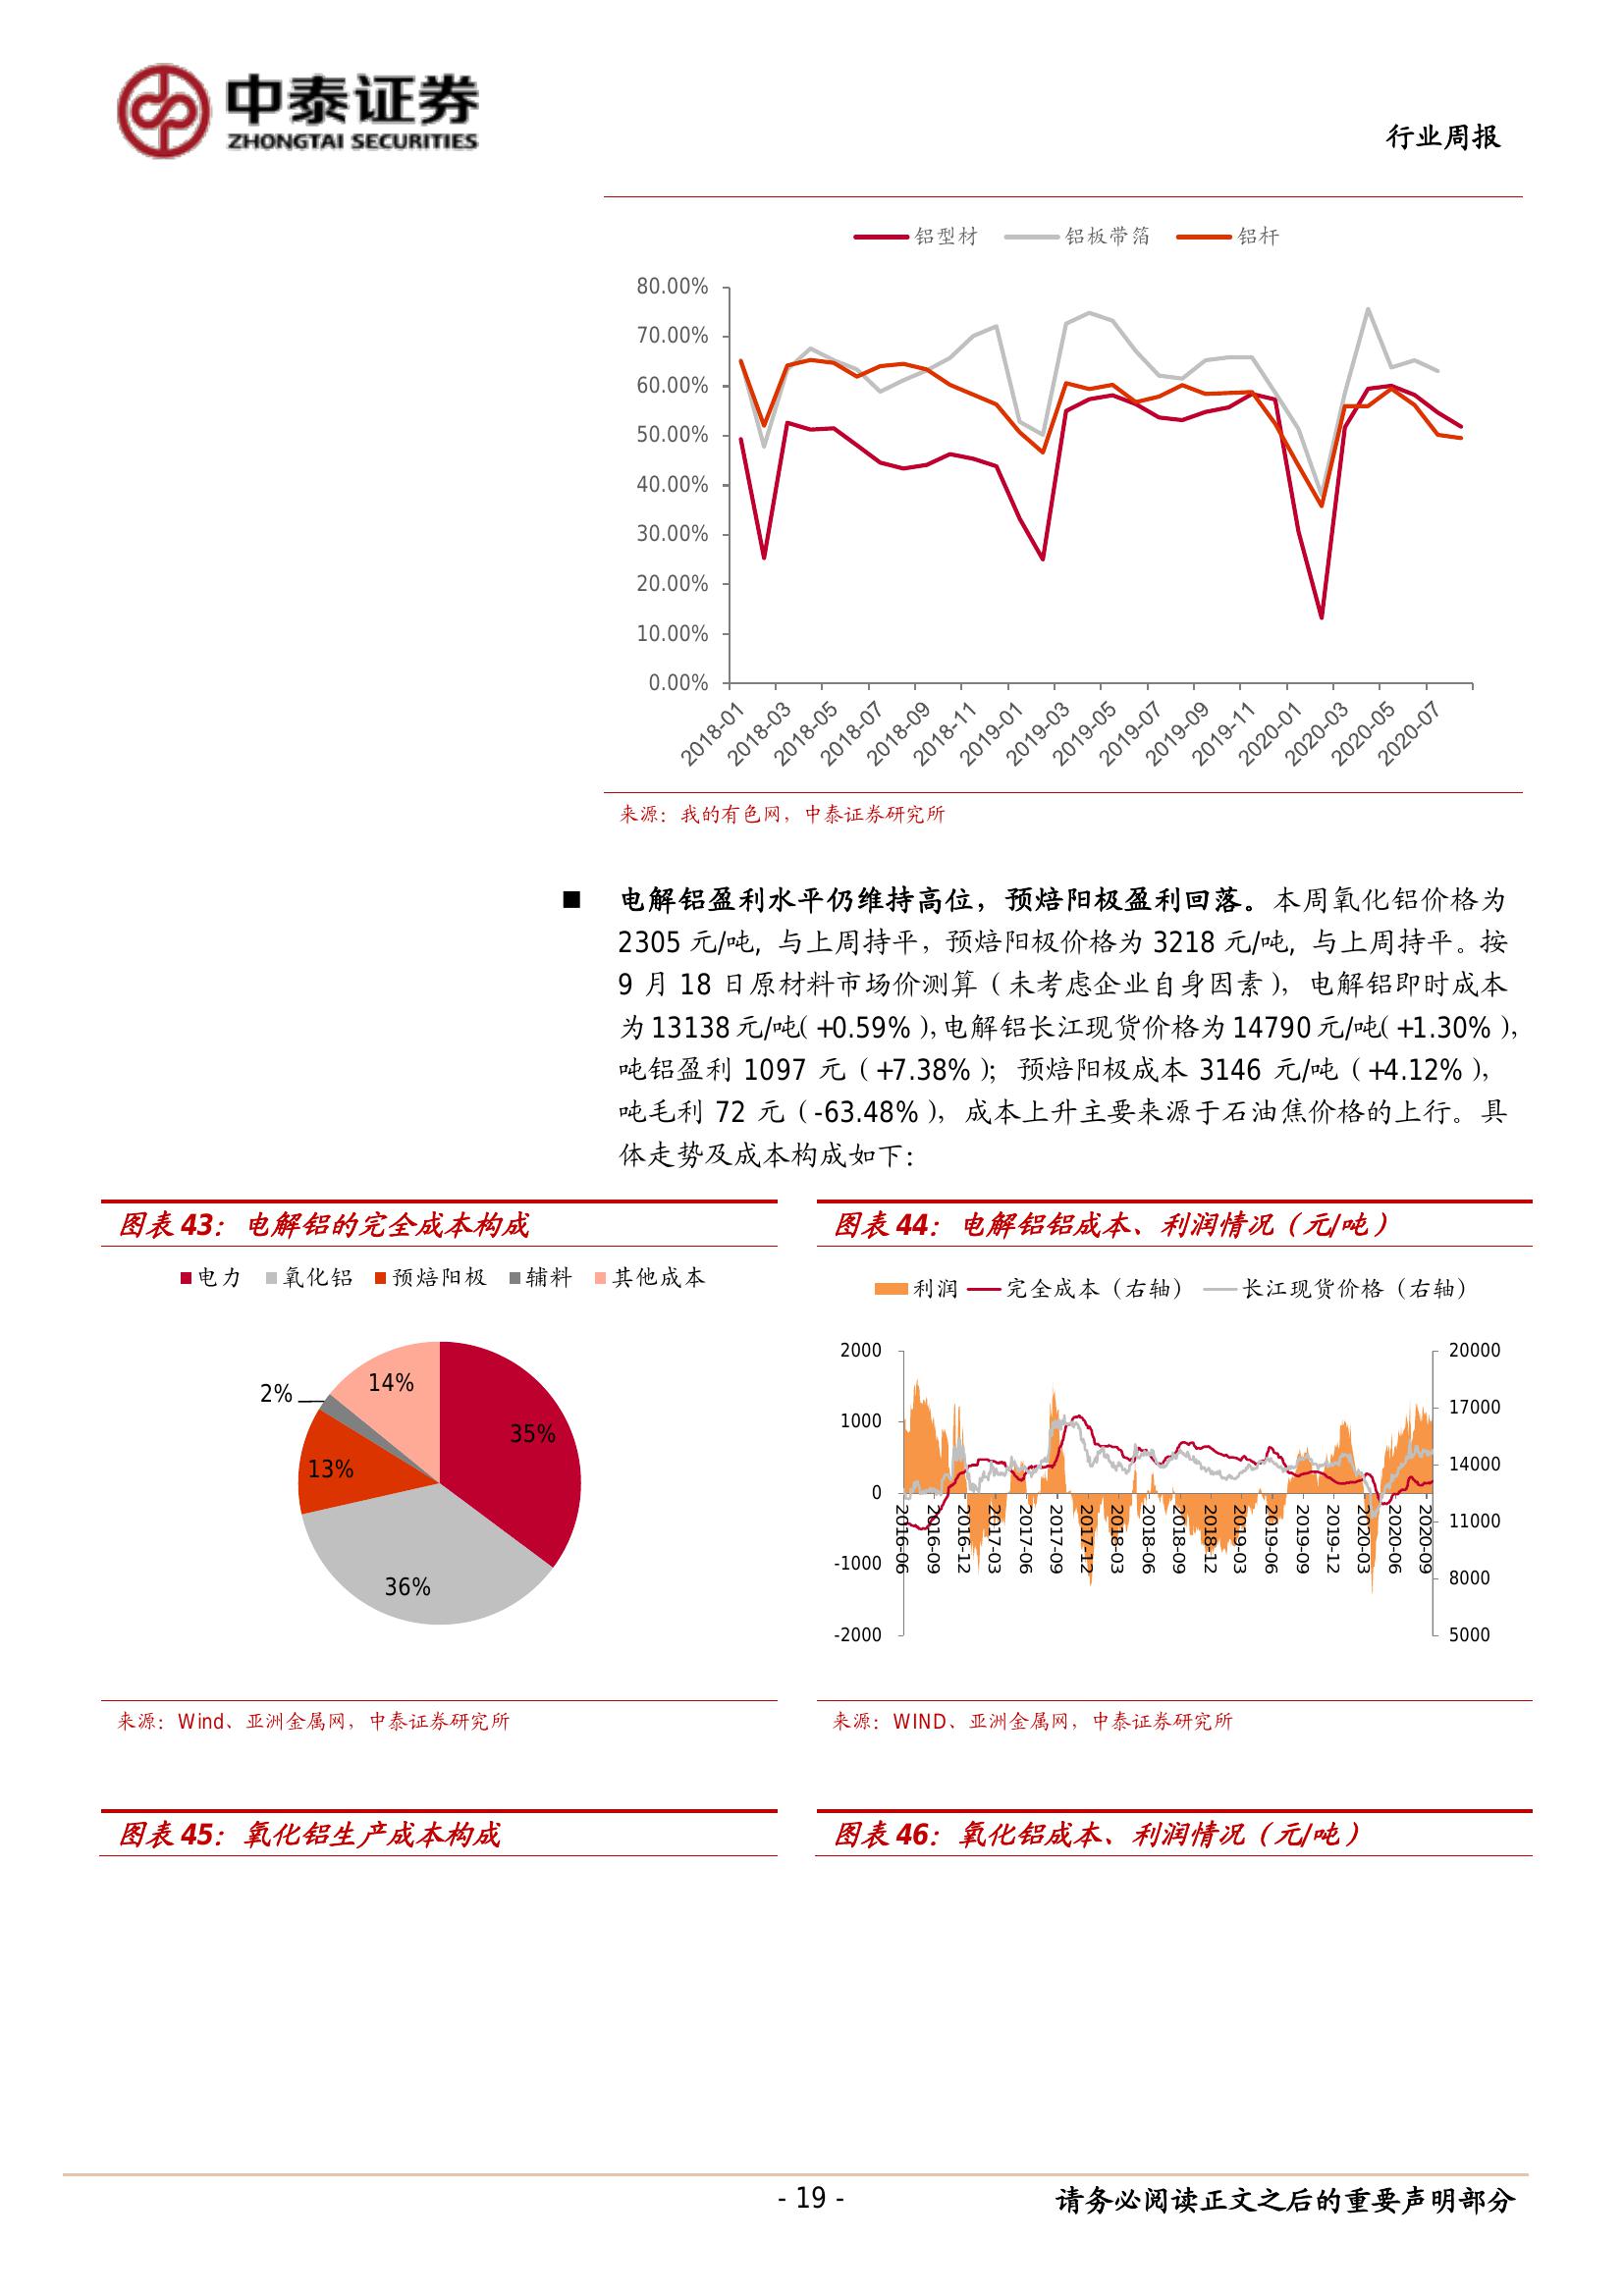 中泰证券
ZHONGTAI SECURITIES
行业周报
铝型材 铝板带箔 铝杆
80.00%
70.00%
60.00%
50.00%
40.00%
30.00%
20.00%
10.00%
0.00%
2018-01 2018-03 2018-05 2018-07 2018-09 2018-11 2019-01 2019-03 2019-05 2019-07 2019-09 2019-11 2020-01 2020-03 2020-05 2020-07
来源：我的有色网，中泰证券研究所
■ 电解铝盈利水平仍维持高位，预焙阳极盈利回落。本周氧化铝价格为
2305 元/吨，与上周持平，预焙阳极价格为 3218 元/吨，与上周持平。按
9 月 18 日原材料市场价测算（未考虑企业自身因素），电解铝即时成本
为 13138 元/吨（+0.59%），电解铝长江现货价格为 14790 元/吨（+1.30%），
吨铝盈利 1097 元（+7.38%）；预焙阳极成本 3146 元/吨（+4.12%），
吨毛利 72 元（-63.48%），成本上升主要来源于石油焦价格的上行。具
体走势及成本构成如下：
图表 43：电解铝的完全成本构成
电力 氧化铝 预焙阳极 辅料 其他成本
14%
2%
35%
13%
36%
来源：Wind、亚洲金属网，中泰证券研究所
图表 44：电解铝铝成本、利润情况（元/吨）
利润 完全成本（右轴） 长江现货价格（右轴）
2000
1000
0
-1000
-2000
20000
17000
14000
11000
8000
5000
2016-06 2016-09 2016-12 2017-03 2017-06 2017-09 2017-12 2018-03 2018-06 2018-09 2018-12 2019-03 2019-06 2019-09 2019-12 2020-03 2020-06 2020-09
来源：WIND、亚洲金属网，中泰证券研究所
图表 45：氧化铝生产成本构成
图表 46：氧化铝成本、利润情况（元/吨）
- 19 -
请务必阅读正文之后的重要声明部分